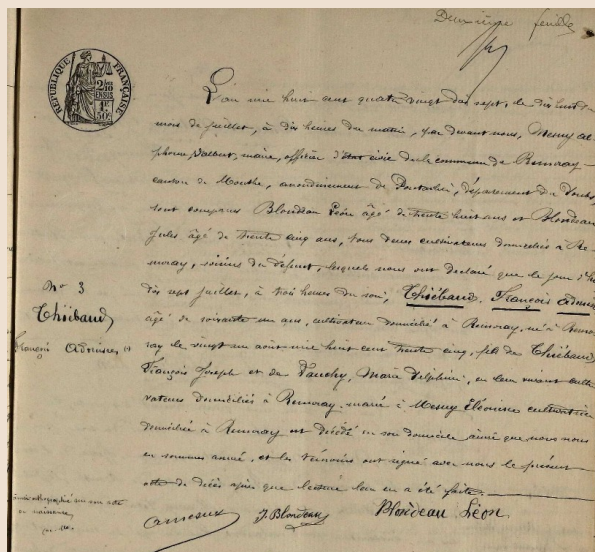 Deuxième feuille
RÉPUBLIQUE FRANÇAISE
L'an mil huit cent quatre vingt dix sept, le dix huit
mois de juillet, à dix heures du matin, par devant nous, Mesny al-
phonse, Valbert, maire, officier d'état civil de la commune de Remoray
canton de Mouthe, arrondissement de Pontarlier, département du Doubs,
sont comparus Blondeau Léon âgé de trente huit ans et Blondeau
Jules âgé de trente cinq ans, tous deux cultivateurs domiciliés à Re-
moray, voisins du défunt, lesquels nous ont déclaré que le jour d'hier
dix sept juillet, à trois heures du soir, Thiébaud, François
âgé de soixante un ans, cultivateur domicilié à Remoray, né à Remo-
ray le vingt un août mil huit cent trente cinq, fils de Thiébaud,
François Joseph et de Vauchy, Marie Delphine, en leur vivant culti-
vateurs domiciliés à Remoray, marié à Mesny cultivatrice
domiciliée à Remoray est décédé en son domicile ainsi que nous nous
en sommes assuré, et les témoins ont signé avec nous le présent
acte de décès après que lecture leur en a été faite.
No 3
Thiébaud
François
J. Blondeau
Blondeau Léon